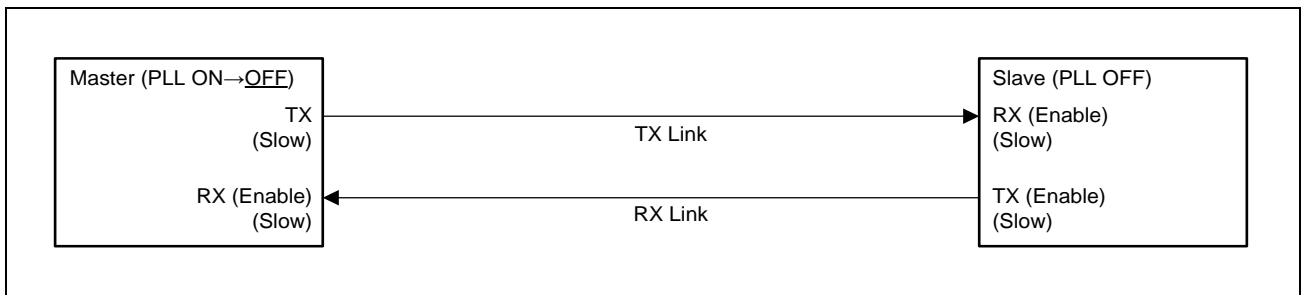 Master (PLL ON→OFF)
TX
(Slow)
RX (Enable)
(Slow)
TX Link
RX Link
Slave (PLL OFF)
RX (Enable)
(Slow)
TX (Enable)
(Slow)